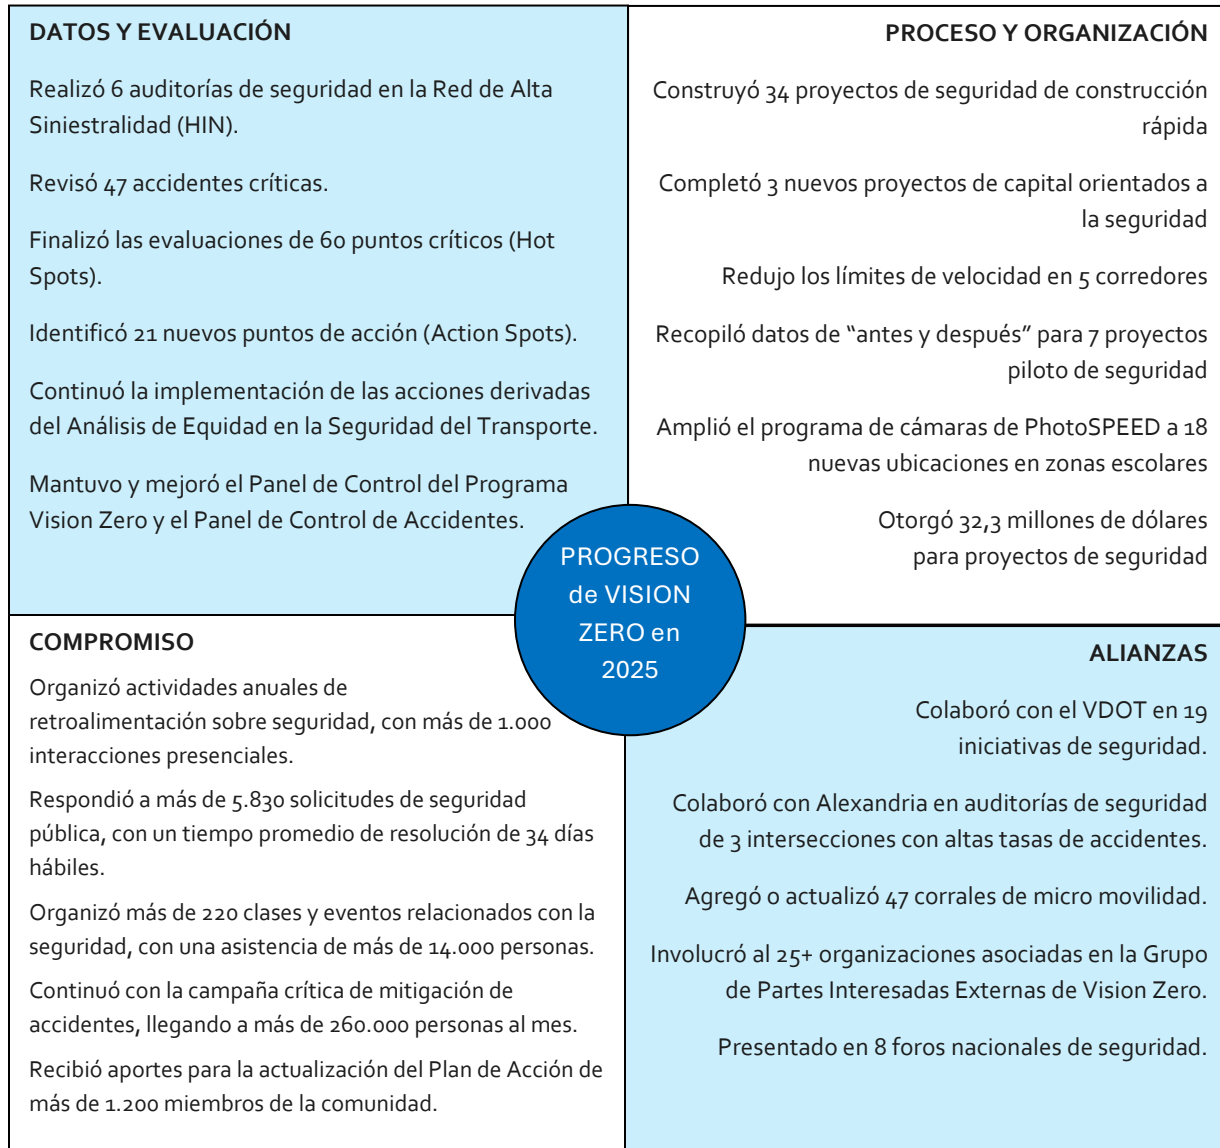 DATOS Y EVALUACIÓN
Realizó 6 auditorías de seguridad en la Red de Alta
Siniestralidad (HIN).
Revisó 47 accidentes críticas.
Finalizó las evaluaciones de 60 puntos críticos (Hot
Spots).
Identificó 21 nuevos puntos de acción (Action Spots).
Continuó la implementación de las acciones derivadas
del Análisis de Equidad en la Seguridad del Transporte.
Mantuvo y mejoró el Panel de Control del Programa
Vision Zero y el Panel de Control de Accidentes.
PROCESO Y ORGANIZACIÓN
Construyó 34 proyectos de seguridad de construcción
rápida
Completó 3 nuevos proyectos de capital orientados a
la seguridad
Redujo los límites de velocidad en 5 corredores
Recopiló datos de “antes y después” para 7 proyectos
piloto de seguridad
Amplió el programa de cámaras de PhotoSPEED a 18
nuevas ubicaciones en zonas escolares
Otorgó 32,3 millones de dólares
para proyectos de seguridad
PROGRESO
de VISION
ZERO en
2025
COMPROMISO
Organizó actividades anuales de
retroalimentación sobre seguridad, con más de 1.000
interacciones presenciales.
Respondió a más de 5.830 solicitudes de seguridad
pública, con un tiempo promedio de resolución de 34 días
hábiles.
Organizó más de 220 clases y eventos relacionados con la
seguridad, con una asistencia de más de 14.000 personas.
Continuó con la campaña crítica de mitigación de
accidentes, llegando a más de 260.000 personas al mes.
Recibió aportes para la actualización del Plan de Acción de
más de 1.200 miembros de la comunidad.
ALIANZAS
Colaboró con el VDOT en 19
iniciativas de seguridad.
Colaboró con Alexandria en auditorías de seguridad
de 3 intersecciones con altas tasas de accidentes.
Agregó o actualizó 47 corrales de micro movilidad.
Involucró al 25+ organizaciones asociadas en la Grupo
de Partes Interesadas Externas de Vision Zero.
Presentado en 8 foros nacionales de seguridad.